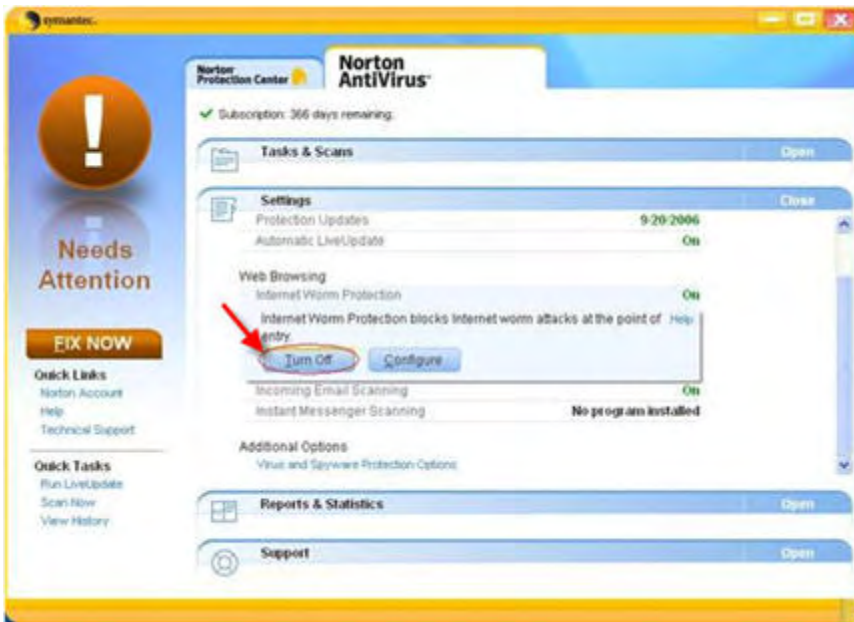 symantec.
Norton Protection Center
Norton AntiVirus
Subscription: 366 days remaining.
Tasks & Scans Open
Settings Close
Protection Updates 9/20/2006
Automatic LiveUpdate On
Web Browsing
Internet Worm Protection On
Internet Worm Protection blocks Internet worm attacks at the point of Help
entry.
Turn Off Configure
Incoming Email Scanning On
Instant Messenger Scanning No program installed
Additional Options
Virus and Spyware Protection Options
Reports & Statistics Open
Support Open
!
Needs
Attention
FIX NOW
Quick Links
Norton Account
Help
Technical Support
Quick Tasks
Run LiveUpdate
Scan Now
View History